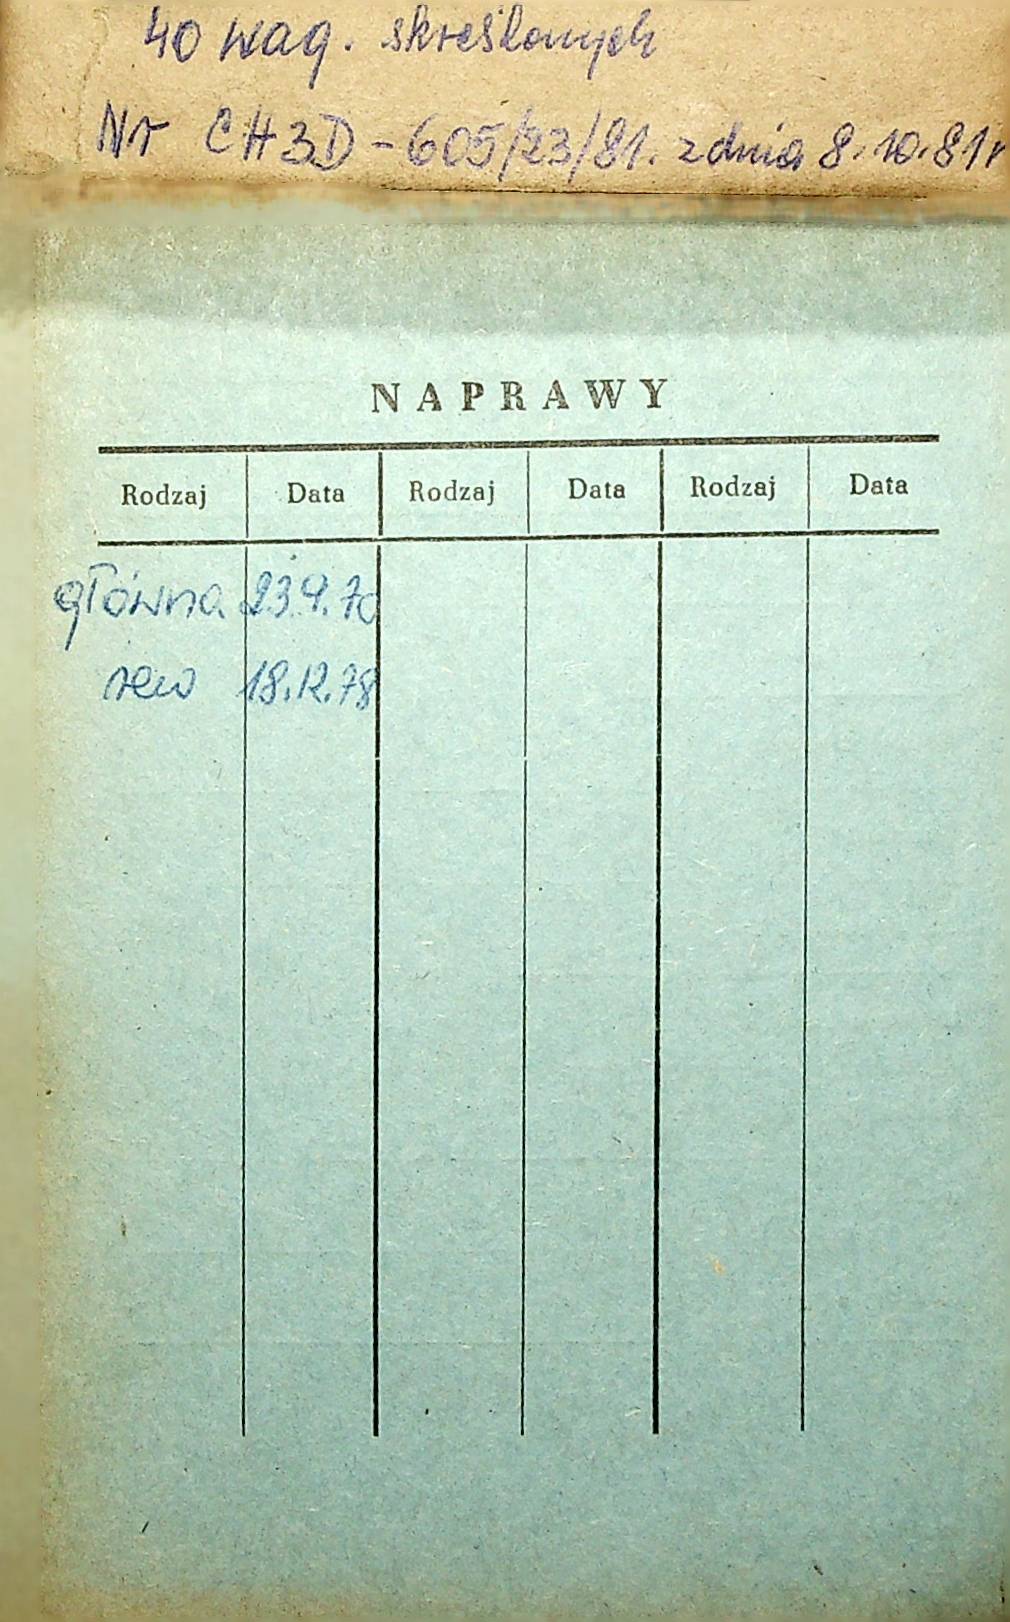 40 wag. skreślonych
Nr CH3D-605/23/81. z dnia 8.10.81r
NAPRAWY
Rodzaj Data Rodzaj Data Rodzaj Data
główna 23.9.70
rew 18.12.78